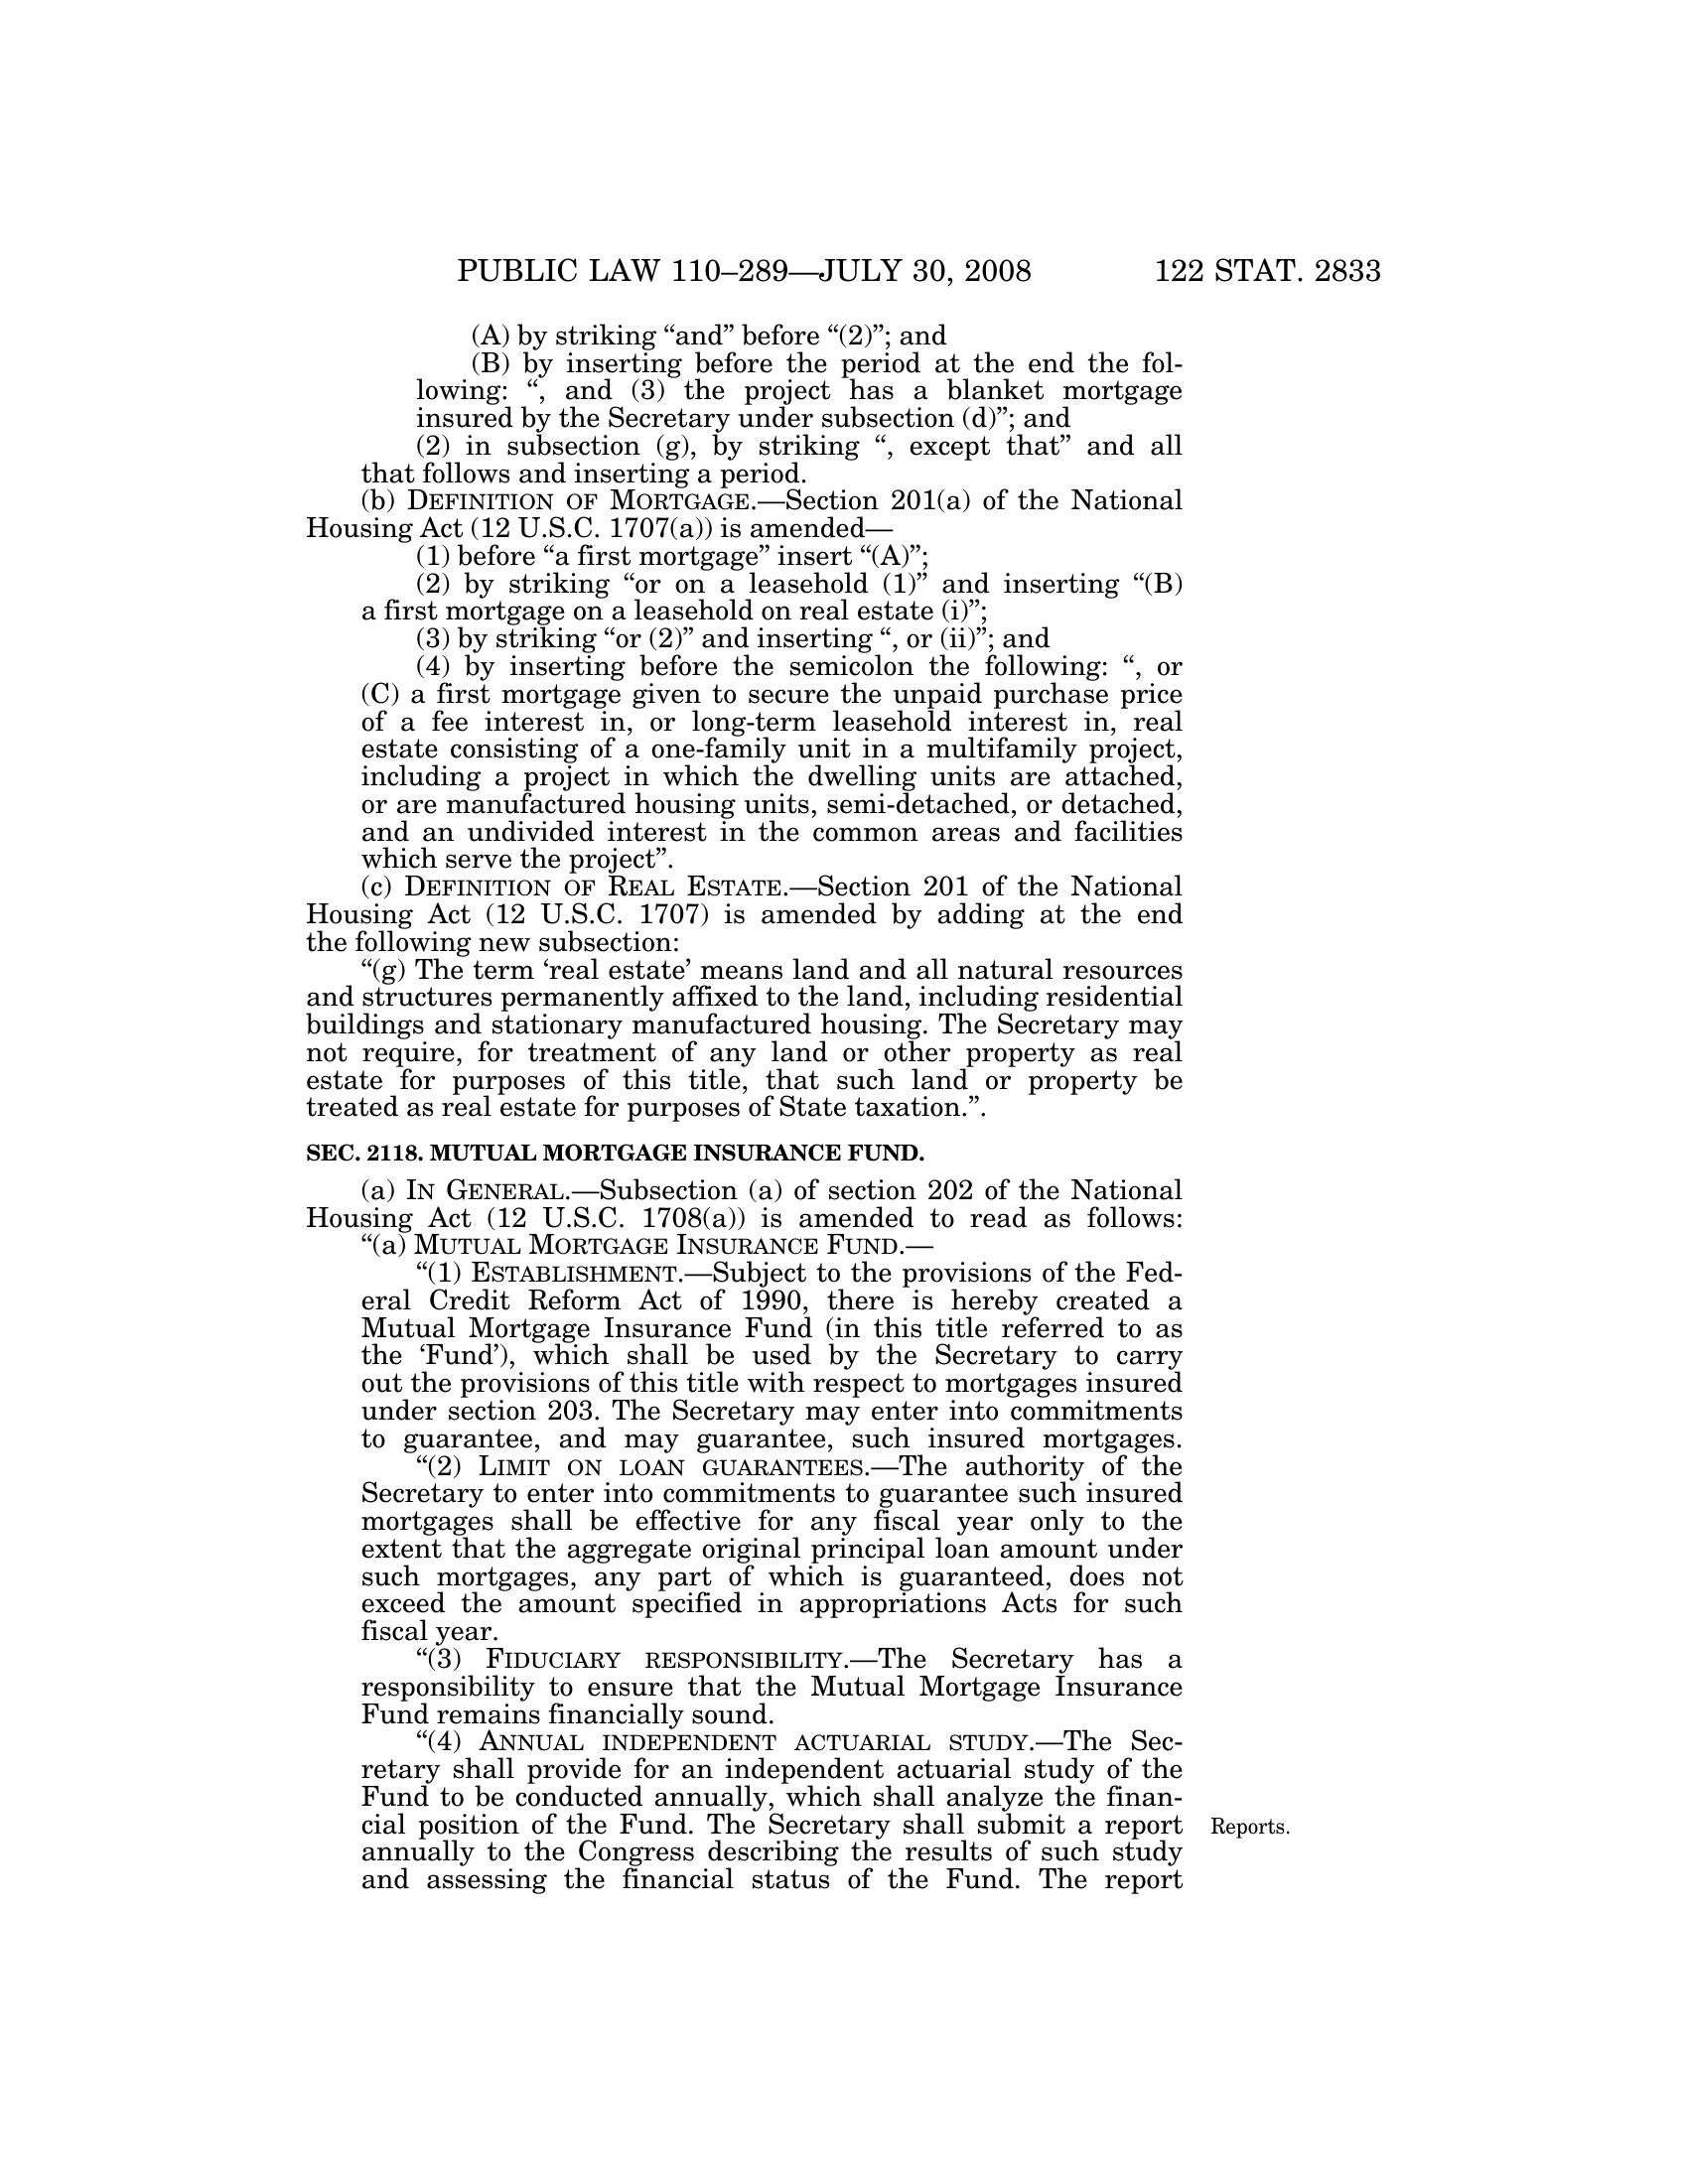 PUBLIC LAW 110–289—JULY 30, 2008 122 STAT. 2833
(A) by striking “and” before “(2)”; and
(B) by inserting before the period at the end the fol-
lowing: “, and (3) the project has a blanket mortgage
insured by the Secretary under subsection (d)”; and
(2) in subsection (g), by striking “, except that” and all
that follows and inserting a period.
(b) DEFINITION OF MORTGAGE.—Section 201(a) of the National
Housing Act (12 U.S.C. 1707(a)) is amended—
(1) before “a first mortgage” insert “(A)”;
(2) by striking “or on a leasehold (1)” and inserting “(B)
a first mortgage on a leasehold on real estate (i)”;
(3) by striking “or (2)” and inserting “, or (ii)”; and
(4) by inserting before the semicolon the following: “, or
(C) a first mortgage given to secure the unpaid purchase price
of a fee interest in, or long-term leasehold interest in, real
estate consisting of a one-family unit in a multifamily project,
including a project in which the dwelling units are attached,
or are manufactured housing units, semi-detached, or detached,
and an undivided interest in the common areas and facilities
which serve the project”.
(c) DEFINITION OF REAL ESTATE.—Section 201 of the National
Housing Act (12 U.S.C. 1707) is amended by adding at the end
the following new subsection:
“(g) The term ‘real estate’ means land and all natural resources
and structures permanently affixed to the land, including residential
buildings and stationary manufactured housing. The Secretary may
not require, for treatment of any land or other property as real
estate for purposes of this title, that such land or property be
treated as real estate for purposes of State taxation.”.
SEC. 2118. MUTUAL MORTGAGE INSURANCE FUND.
(a) IN GENERAL.—Subsection (a) of section 202 of the National
Housing Act (12 U.S.C. 1708(a)) is amended to read as follows:
“(a) MUTUAL MORTGAGE INSURANCE FUND.—
“(1) ESTABLISHMENT.—Subject to the provisions of the Fed-
eral Credit Reform Act of 1990, there is hereby created a
Mutual Mortgage Insurance Fund (in this title referred to as
the ‘Fund’), which shall be used by the Secretary to carry
out the provisions of this title with respect to mortgages insured
under section 203. The Secretary may enter into commitments
to guarantee, and may guarantee, such insured mortgages.
“(2) LIMIT ON LOAN GUARANTEES.—The authority of the
Secretary to enter into commitments to guarantee such insured
mortgages shall be effective for any fiscal year only to the
extent that the aggregate original principal loan amount under
such mortgages, any part of which is guaranteed, does not
exceed the amount specified in appropriations Acts for such
fiscal year.
“(3) FIDUCIARY RESPONSIBILITY.—The Secretary has a
responsibility to ensure that the Mutual Mortgage Insurance
Fund remains financially sound.
“(4) ANNUAL INDEPENDENT ACTUARIAL STUDY.—The Sec-
retary shall provide for an independent actuarial study of the
Fund to be conducted annually, which shall analyze the finan-
cial position of the Fund. The Secretary shall submit a report
annually to the Congress describing the results of such study
and assessing the financial status of the Fund. The report
Reports.